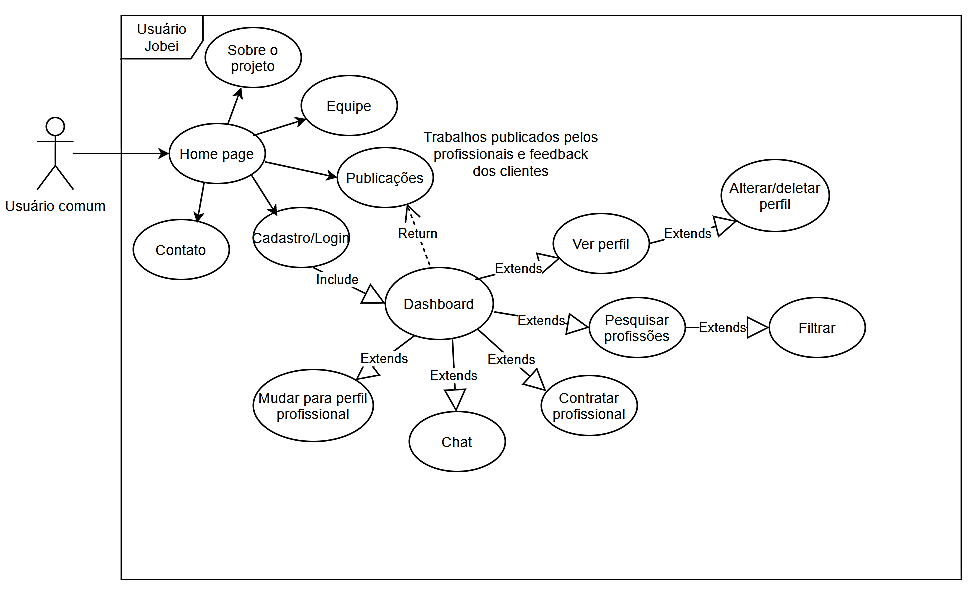 Usuário
Jobei
Sobre o
projeto
Equipe
Trabalhos publicados pelos
profissionais e feedback
dos clientes
Home page
Publicações
Usuário comum
Alterar/deletar
perfil
Contato
Cadastro/Login
Return
Ver perfil
Extends
Include
Extends
Dashboard
Extends
Pesquisar
profissões
Extends
Filtrar
Extends
Extends
Extends
Mudar para perfil
profissional
Contratar
profissional
Chat